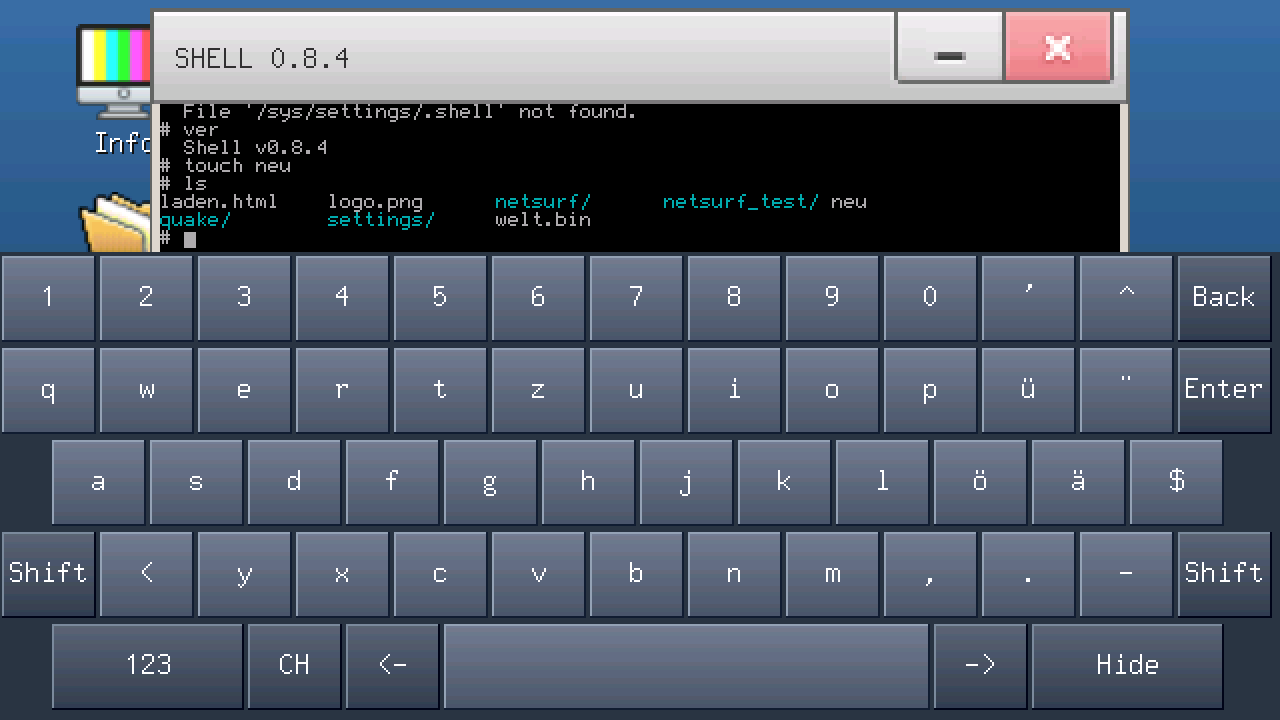 SHELL 0.8.4
Info
File '/sys/settings/.shell' not found.
# ver
Shell v0.8.4
# touch neu
# ls
laden.html logo.png netsurf/ netsurf_test/ neu
quake/ settings/ welt.bin
#
1 2 3 4 5 6 7 8 9 0 ' ^ Back
q w e r t z u i o p ü ¨ Enter
a s d f g h j k l ö ä $
Shift < y x c v b n m , . - Shift
123 CH <- -> Hide